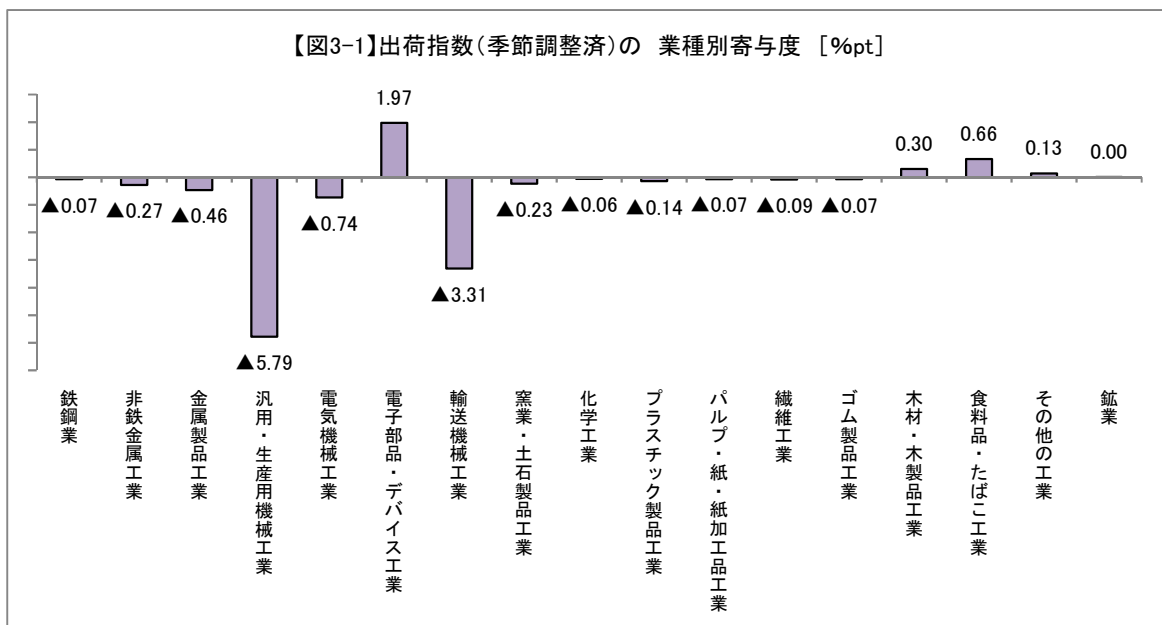 【図3-1】出荷指数(季節調整済)の　業種別寄与度　[%pt]
▲0.07
▲0.27
▲0.46
▲5.79
▲0.74
1.97
▲3.31
▲0.23
▲0.06
▲0.14
▲0.07
▲0.09
▲0.07
0.30
0.66
0.13
0.00
鉄鋼業
非鉄金属工業
金属製品工業
汎用・生産用機械工業
電気機械工業
電子部品・デバイス工業
輸送機械工業
窯業・土石製品工業
化学工業
プラスチック製品工業
パルプ・紙・紙加工品工業
繊維工業
ゴム製品工業
木材・木製品工業
食料品・たばこ工業
その他の工業
鉱業